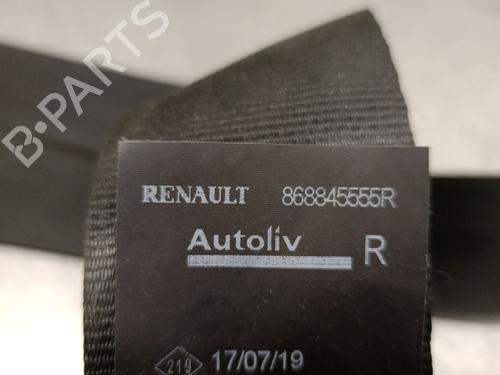 B-PARTS
RENAULT 868845555R
Autoliv R
219 17/07/19